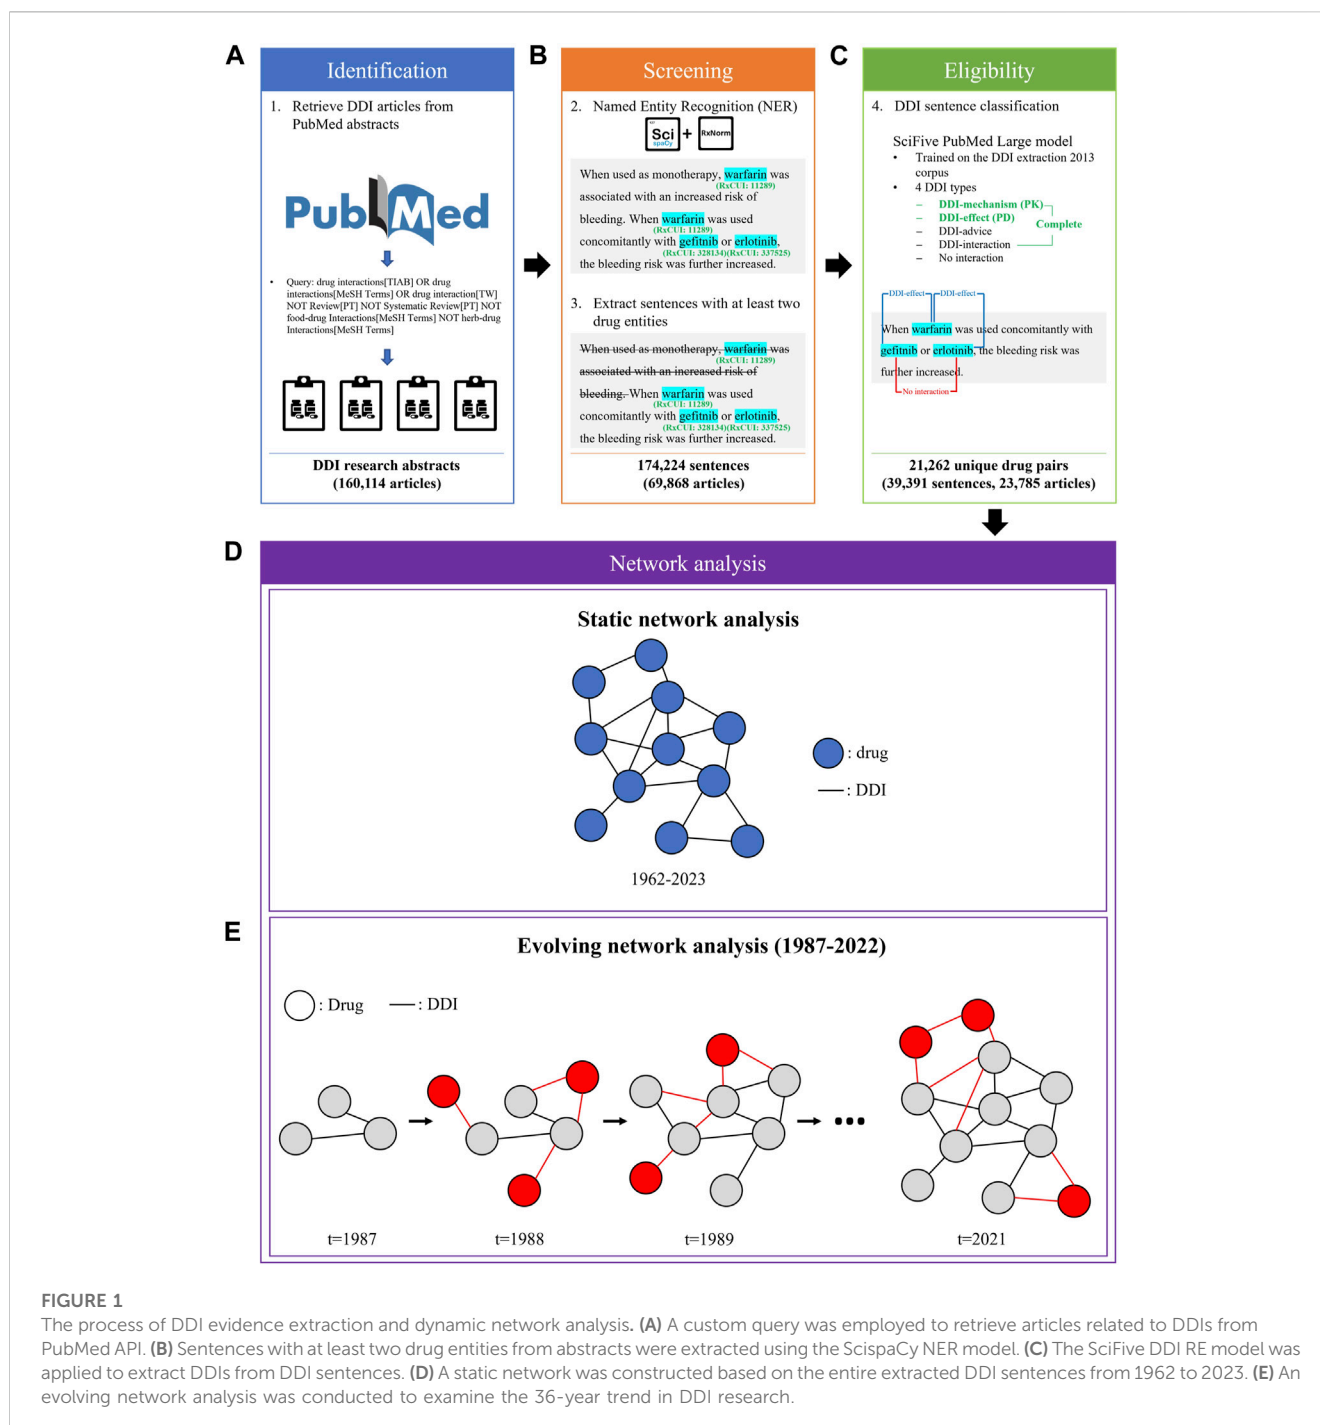 A
Identification
1. Retrieve DDI articles from
PubMed abstracts
PubMed
• Query: drug interactions[TIAB] OR drug
interactions[MeSH Terms] OR drug interaction[TW]
NOT Review[PT] NOT Systematic Review[PT] NOT
food-drug Interactions[MeSH Terms] NOT herb-drug
Interactions[MeSH Terms]
DDI research abstracts
(160,114 articles)
B
Screening
2. Named Entity Recognition (NER)
Sci
spaCy
+
RxNorm
When used as monotherapy, warfarin was
(RxCUI: 11289)
associated with an increased risk of
bleeding. When warfarin was used
(RxCUI: 11289)
concomitantly with gefitnib or erlotinib,
(RxCUI: 328134)(RxCUI: 337525)
the bleeding risk was further increased.
3. Extract sentences with at least two
drug entities
When used as monotherapy, warfarin was
(RxCUI: 11289)
associated with an increased risk of
bleeding. When warfarin was used
(RxCUI: 11289)
concomitantly with gefitnib or erlotinib,
(RxCUI: 328134)(RxCUI: 337525)
the bleeding risk was further increased.
174,224 sentences
(69,868 articles)
C
Eligibility
4. DDI sentence classification
SciFive PubMed Large model
• Trained on the DDI extraction 2013
corpus
• 4 DDI types
– DDI-mechanism (PK)
– DDI-effect (PD)
Complete
– DDI-advice
– DDI-interaction
– No interaction
DDI-effect DDI-effect
When warfarin was used concomitantly with
gefitnib or erlotinib, the bleeding risk was
further increased.
No interaction
21,262 unique drug pairs
(39,391 sentences, 23,785 articles)
D
Network analysis
Static network analysis
: drug
: DDI
1962-2023
E
Evolving network analysis (1987-2022)
: Drug : DDI
t=1987 t=1988 t=1989 t=2021
FIGURE 1
The process of DDI evidence extraction and dynamic network analysis. (A) A custom query was employed to retrieve articles related to DDIs from
PubMed API. (B) Sentences with at least two drug entities from abstracts were extracted using the ScispaCy NER model. (C) The SciFive DDI RE model was
applied to extract DDIs from DDI sentences. (D) A static network was constructed based on the entire extracted DDI sentences from 1962 to 2023. (E) An
evolving network analysis was conducted to examine the 36-year trend in DDI research.